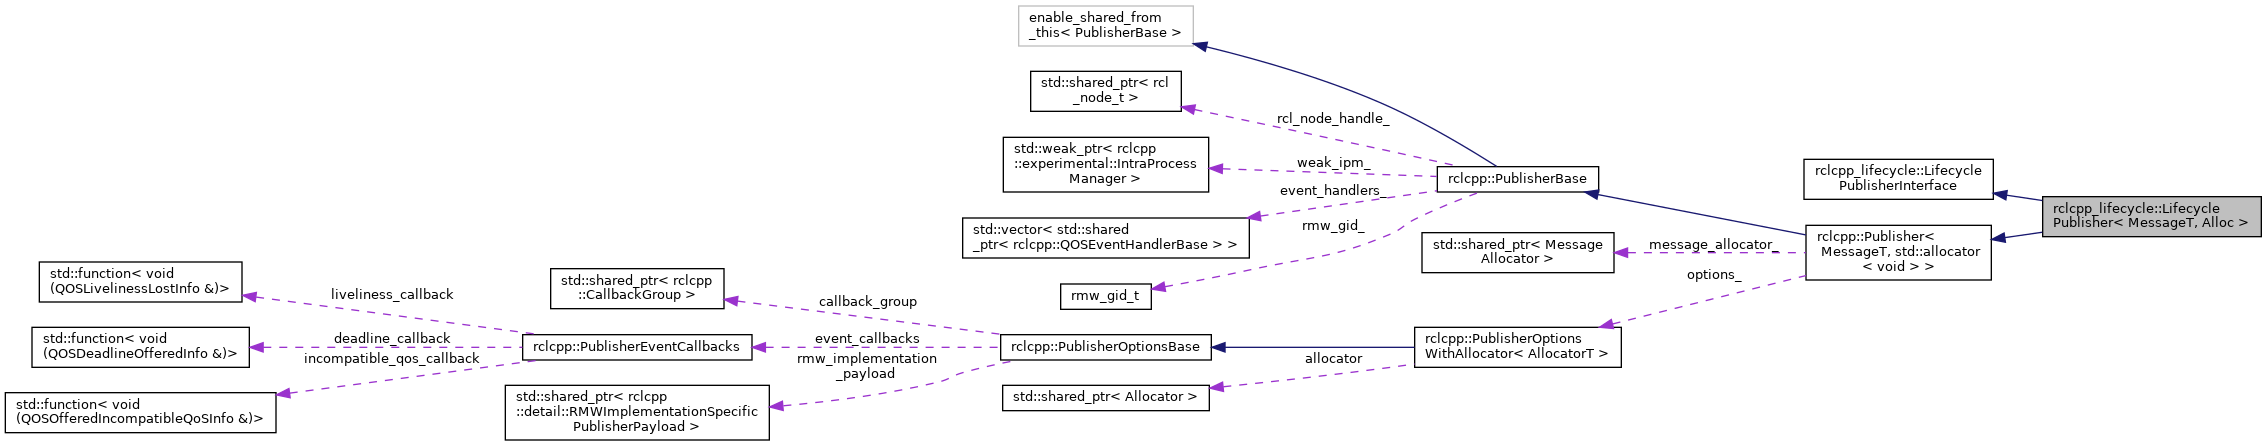 enable_shared_from
_this< PublisherBase >
std::shared_ptr< rcl
_node_t >
rcl_node_handle_
std::weak_ptr< rclcpp
::experimental::IntraProcess
Manager >
weak_ipm_
rclcpp::PublisherBase
rclcpp_lifecycle::Lifecycle
PublisherInterface
event_handlers_
rclcpp_lifecycle::Lifecycle
Publisher< MessageT, Alloc >
std::vector< std::shared
_ptr< rclcpp::QOSEventHandlerBase > >
rmw_gid_
std::shared_ptr< Message
Allocator >
message_allocator_
rclcpp::Publisher<
MessageT, std::allocator
< void > >
std::function< void
(QOSLivelinessLostInfo &)>
liveliness_callback
std::shared_ptr< rclcpp
::CallbackGroup >
callback_group
rmw_gid_t
options_
std::function< void
(QOSDeadlineOfferedInfo &)>
deadline_callback
incompatible_qos_callback
rclcpp::PublisherEventCallbacks
event_callbacks
rmw_implementation
_payload
rclcpp::PublisherOptionsBase
allocator
rclcpp::PublisherOptions
WithAllocator< AllocatorT >
std::function< void
(QOSOfferedIncompatibleQoSInfo &)>
std::shared_ptr< rclcpp
::detail::RMWImplementationSpecific
PublisherPayload >
std::shared_ptr< Allocator >